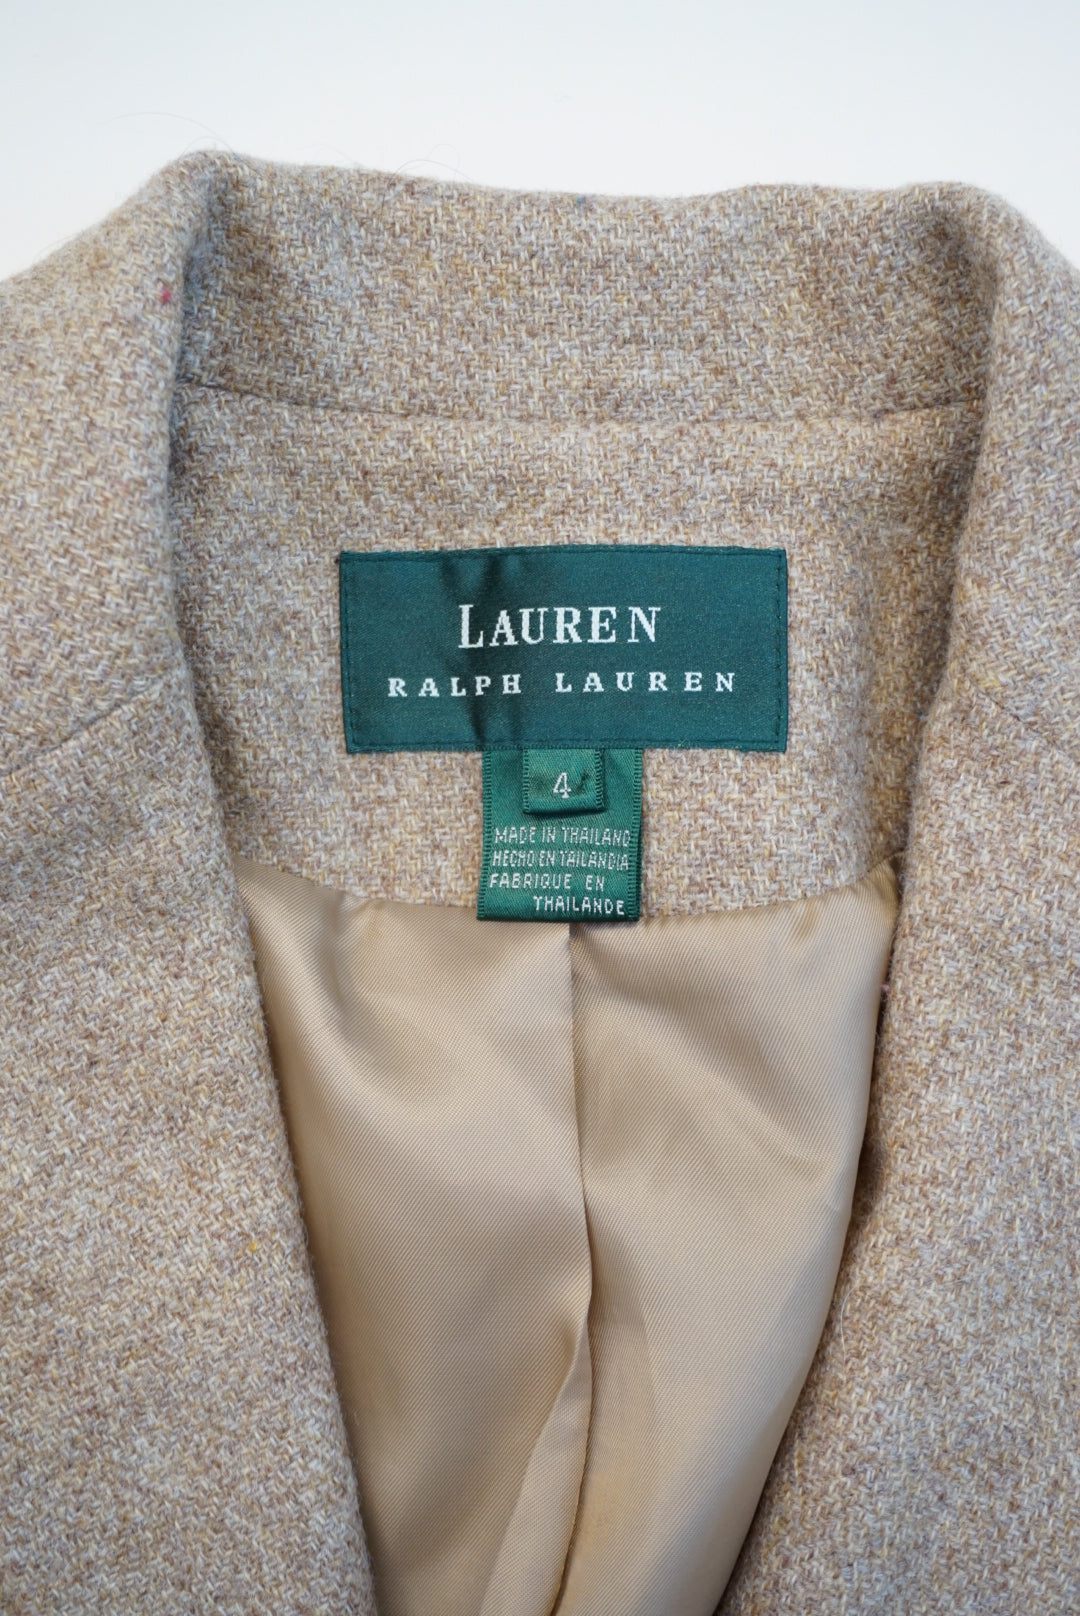 LAUREN
RALPH LAUREN
4
MADE IN THAILAND
HECHO EN TAILANDIA
FABRIQUE EN
THAILANDE